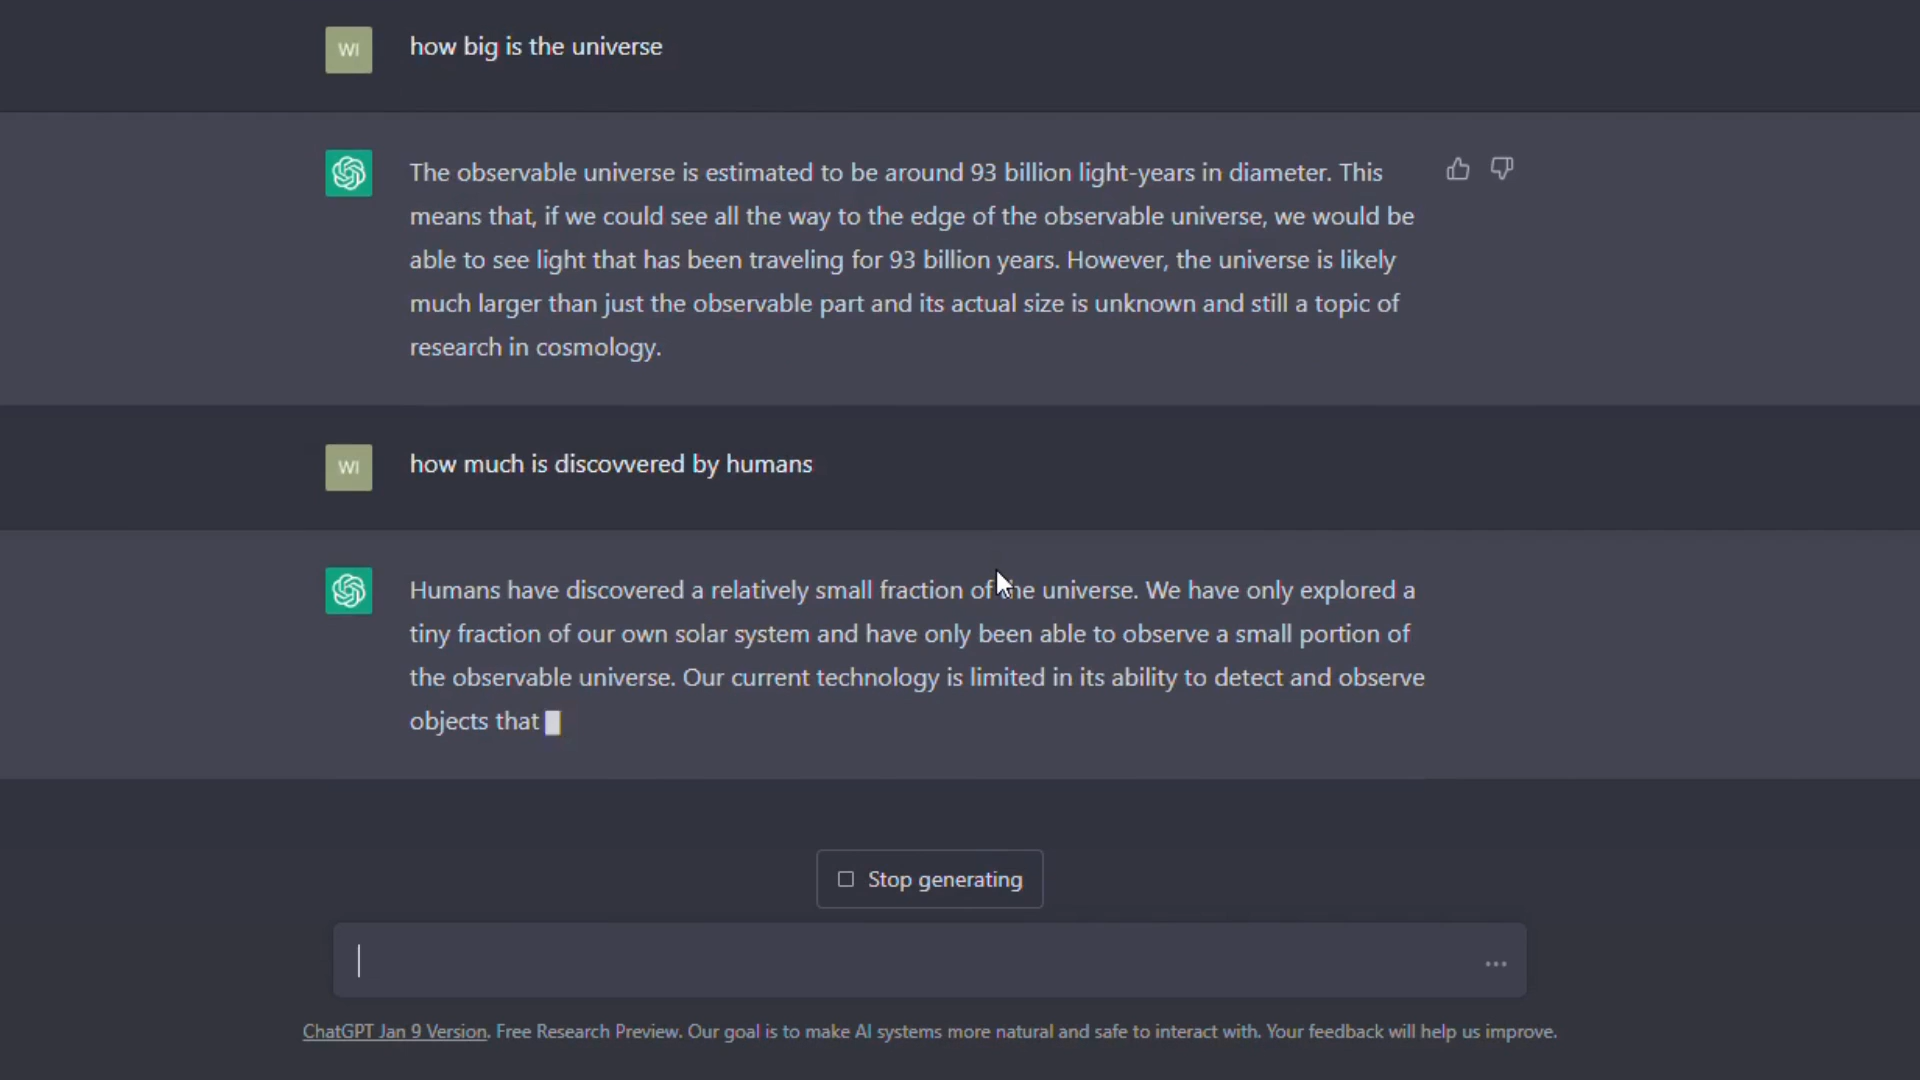 WI
how big is the universe
The observable universe is estimated to be around 93 billion light-years in diameter. This
means that, if we could see all the way to the edge of the observable universe, we would be
able to see light that has been traveling for 93 billion years. However, the universe is likely
much larger than just the observable part and its actual size is unknown and still a topic of
research in cosmology.
WI
how much is discovvered by humans
Humans have discovered a relatively small fraction of the universe. We have only explored a
tiny fraction of our own solar system and have only been able to observe a small portion of
the observable universe. Our current technology is limited in its ability to detect and observe
objects that
Stop generating
ChatGPT Jan 9 Version. Free Research Preview. Our goal is to make AI systems more natural and safe to interact with. Your feedback will help us improve.